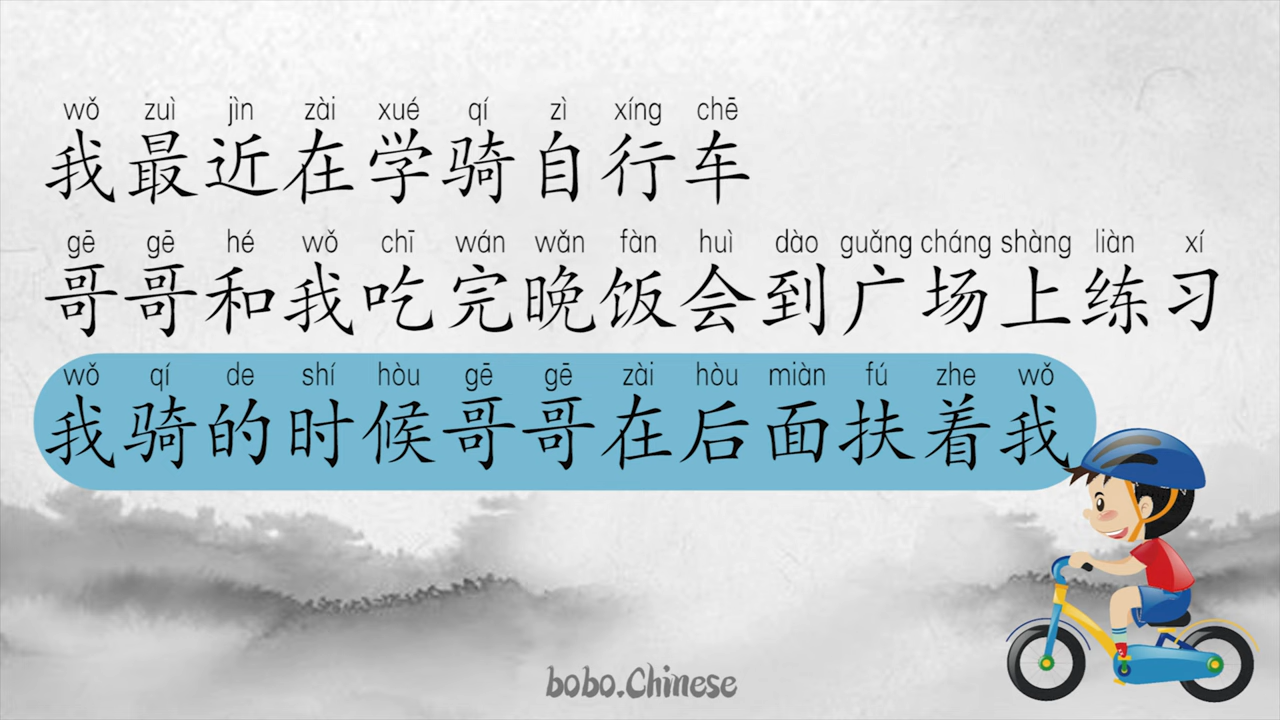 wǒ zuì jìn zài xué qí zì xíng chē
我最近在学骑自行车
gē gē hé wǒ chī wán wǎn fàn huì dào guǎng cháng shàng liàn xí
哥哥和我吃完晚饭会到广场上练习
wǒ qí de shí hòu gē gē zài hòu miàn fú zhe wǒ
我骑的时候哥哥在后面扶着我
bobo.Chinese